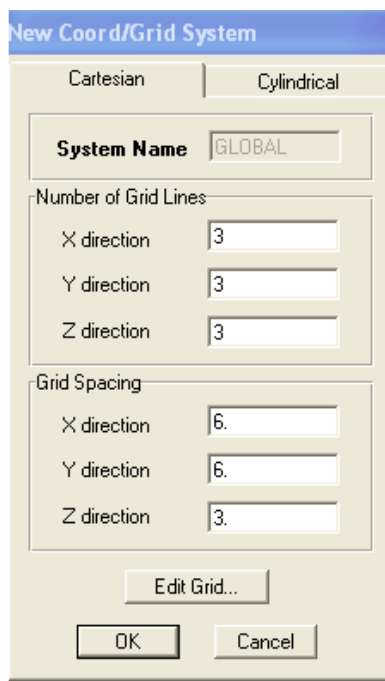 New Coord/Grid System
Cartesian Cylindrical
System Name GLOBAL
Number of Grid Lines
X direction 3
Y direction 3
Z direction 3
Grid Spacing
X direction 6.
Y direction 6.
Z direction 3.
Edit Grid...
OK Cancel